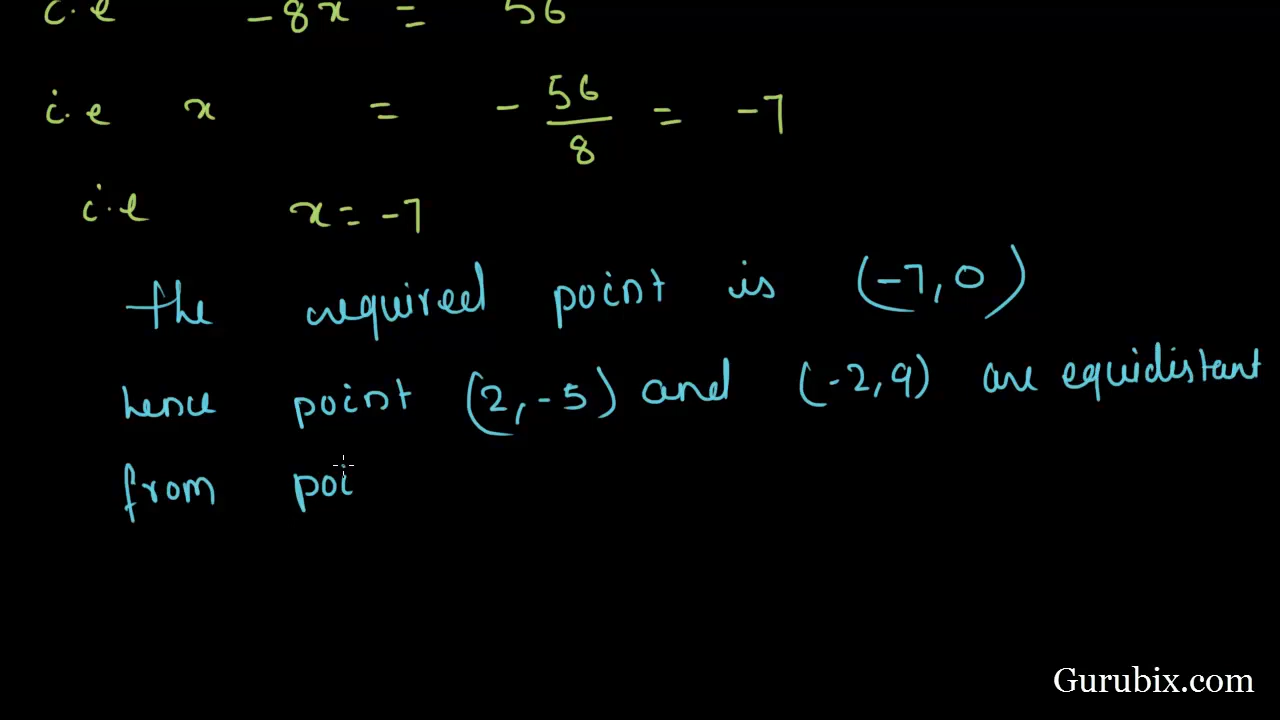 i.e -8x = 56
i.e x = - 56/8 = -7
i.e x = -7
the required point is (-7,0)
hence point (2,-5) and (-2,9) are equidistant
from poi
Gurubix.com